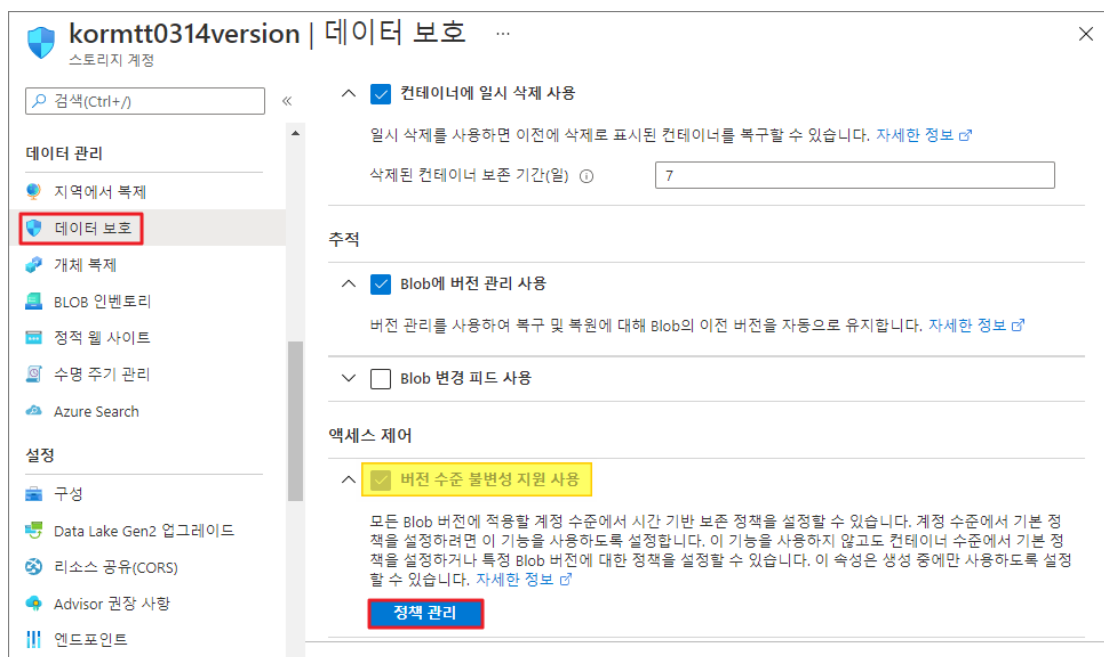 kormtt0314version | 데이터 보호 ...
스토리지 계정
검색(Ctrl+/)
데이터 관리
지역에서 복제
데이터 보호
개체 복제
BLOB 인벤토리
정적 웹 사이트
수명 주기 관리
Azure Search
설정
구성
Data Lake Gen2 업그레이드
리소스 공유(CORS)
Advisor 권장 사항
엔드포인트
컨테이너에 일시 삭제 사용
일시 삭제를 사용하면 이전에 삭제로 표시된 컨테이너를 복구할 수 있습니다. 자세한 정보
삭제된 컨테이너 보존 기간(일)
7
추적
Blob에 버전 관리 사용
버전 관리를 사용하여 복구 및 복원에 대해 Blob의 이전 버전을 자동으로 유지합니다. 자세한 정보
Blob 변경 피드 사용
액세스 제어
버전 수준 불변성 지원 사용
모든 Blob 버전에 적용할 계정 수준에서 시간 기반 보존 정책을 설정할 수 있습니다. 계정 수준에서 기본 정
책을 설정하려면 이 기능을 사용하도록 설정합니다. 이 기능을 사용하지 않고도 컨테이너 수준에서 기본 정
책을 설정하거나 특정 Blob 버전에 대한 정책을 설정할 수 있습니다. 이 속성은 생성 중에만 사용하도록 설정
할 수 있습니다. 자세한 정보
정책 관리